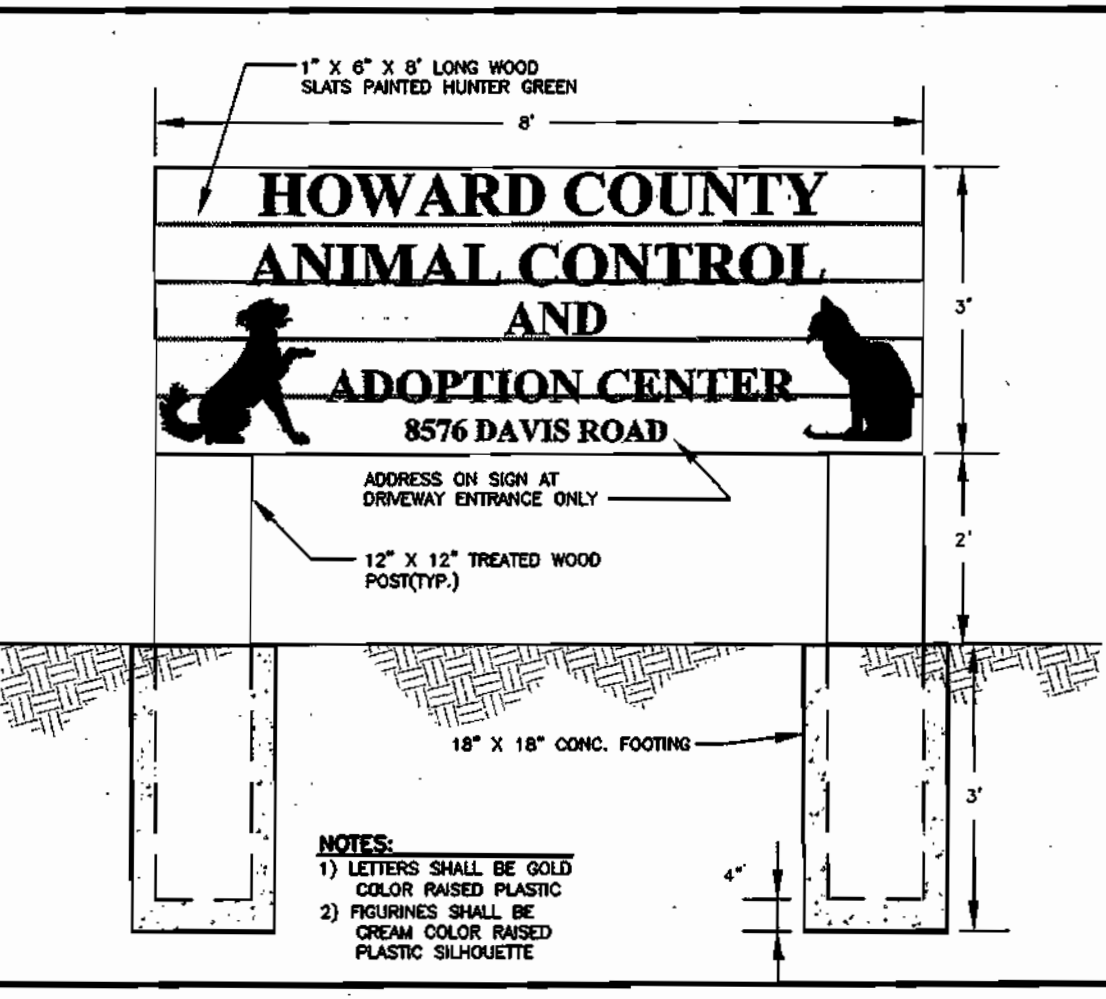 1" X 6" X 8' LONG WOOD
SLATS PAINTED HUNTER GREEN
8'
HOWARD COUNTY
ANIMAL CONTROL
AND
ADOPTION CENTER
8576 DAVIS ROAD
3'
ADDRESS ON SIGN AT
DRIVEWAY ENTRANCE ONLY
2'
12" X 12" TREATED WOOD
POST(TYP.)
18" X 18" CONC. FOOTING
3'
NOTES:
1) LETTERS SHALL BE GOLD
COLOR RAISED PLASTIC
2) FIGURINES SHALL BE
CREAM COLOR RAISED
PLASTIC SILHOUETTE
4"